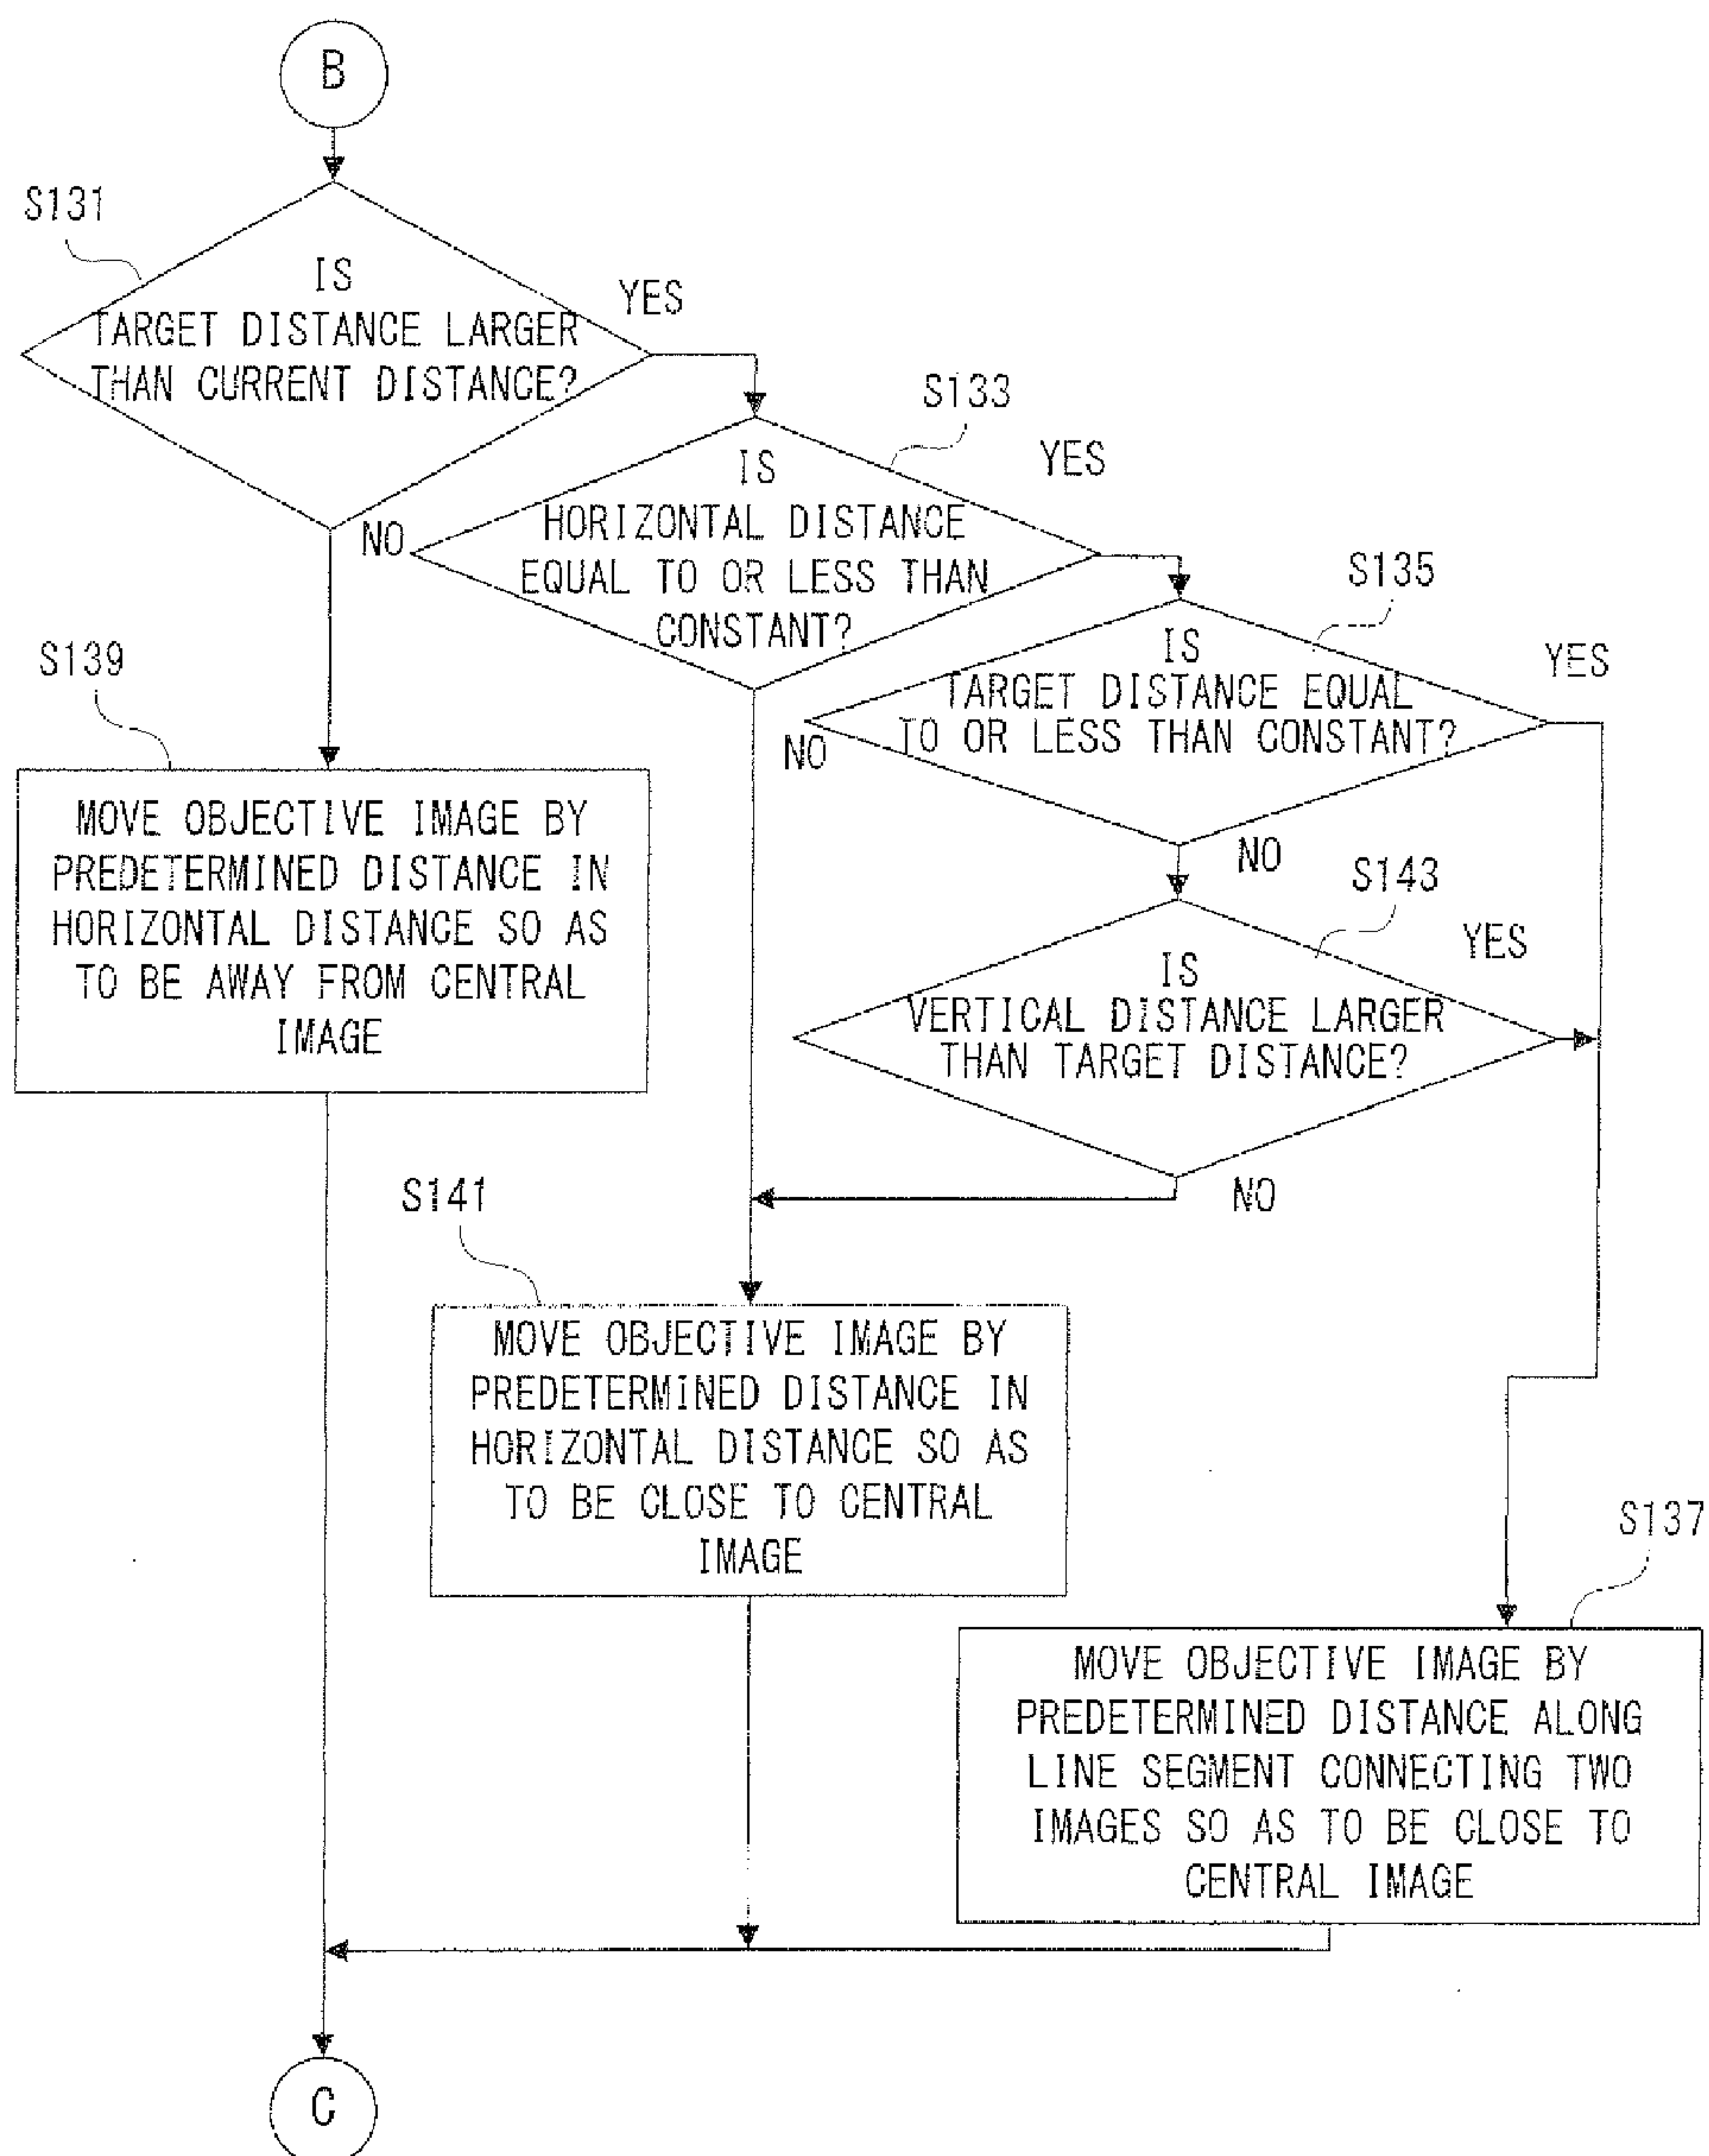 B
S131
IS
TARGET DISTANCE LARGER
THAN CURRENT DISTANCE?
YES
NO
S133
IS
HORIZONTAL DISTANCE
EQUAL TO OR LESS THAN
CONSTANT?
YES
NO
S135
IS
TARGET DISTANCE EQUAL
TO OR LESS THAN CONSTANT?
YES
NO
S139
MOVE OBJECTIVE IMAGE BY
PREDETERMINED DISTANCE IN
HORIZONTAL DISTANCE SO AS
TO BE AWAY FROM CENTRAL
IMAGE
S143
IS
VERTICAL DISTANCE LARGER
THAN TARGET DISTANCE?
YES
NO
S141
MOVE OBJECTIVE IMAGE BY
PREDETERMINED DISTANCE IN
HORIZONTAL DISTANCE SO AS
TO BE CLOSE TO CENTRAL
IMAGE
S137
MOVE OBJECTIVE IMAGE BY
PREDETERMINED DISTANCE ALONG
LINE SEGMENT CONNECTING TWO
IMAGES SO AS TO BE CLOSE TO
CENTRAL IMAGE
C